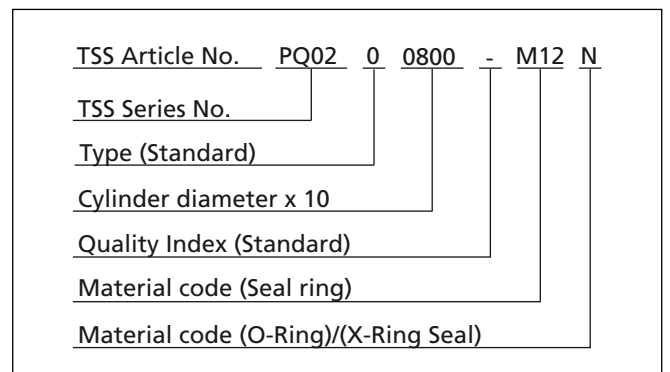 TSS Article No. PQ02 0 0800 - M12 N
TSS Series No.
Type (Standard)
Cylinder diameter x 10
Quality Index (Standard)
Material code (Seal ring)
Material code (O-Ring)/(X-Ring Seal)